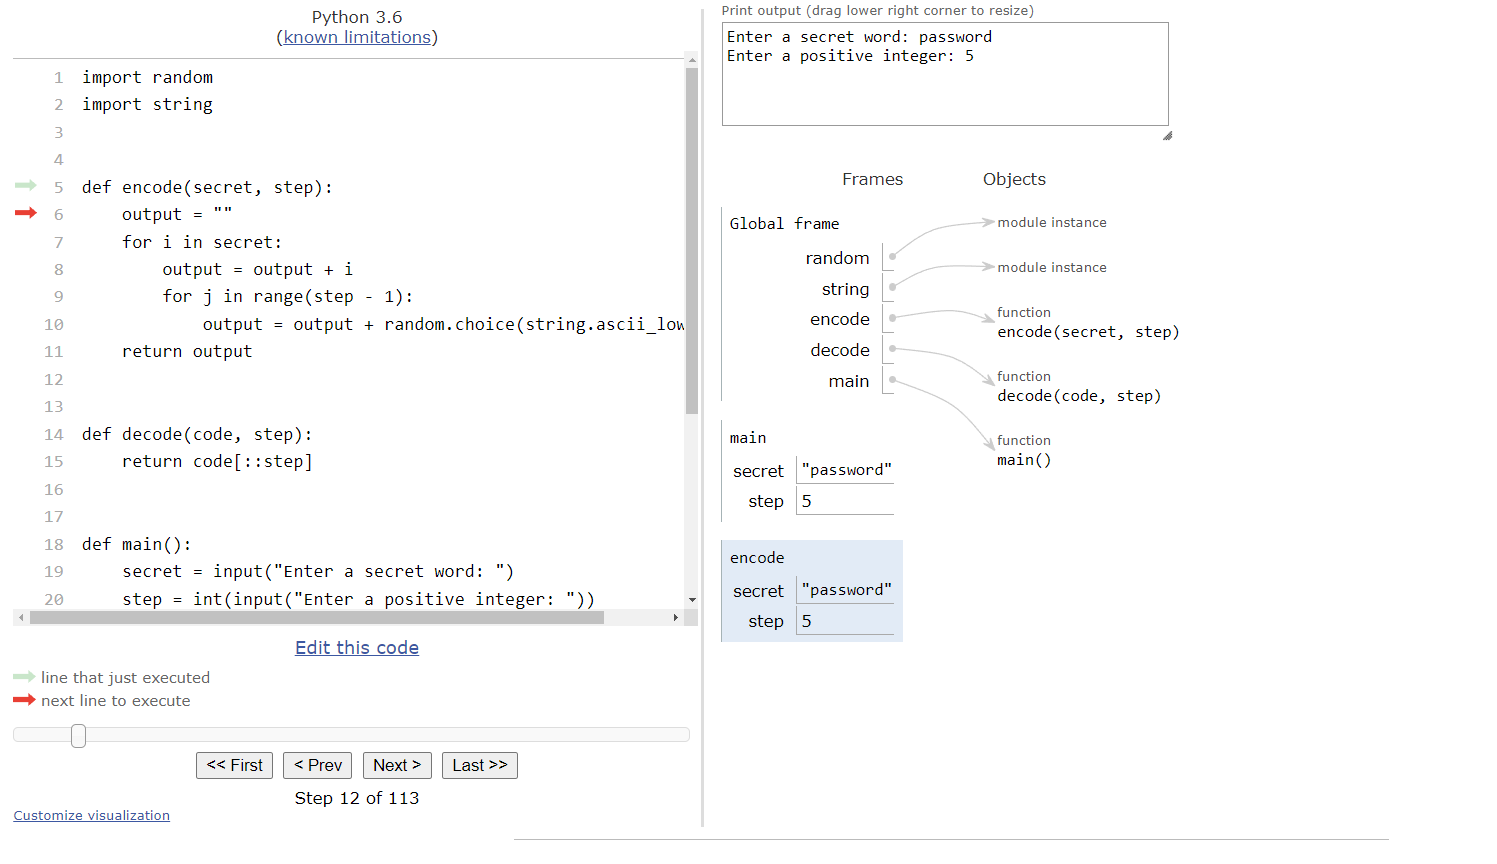 Python 3.6
(known limitations)
1 import random
2 import string
3
4
5 def encode(secret, step):
6     output = ""
7     for i in secret:
8         output = output + i
9         for j in range(step - 1):
10             output = output + random.choice(string.ascii_low
11     return output
12
13
14 def decode(code, step):
15     return code[::step]
16
17
18 def main():
19     secret = input("Enter a secret word: ")
20     step = int(input("Enter a positive integer: "))
Edit this code
line that just executed
next line to execute
<< First < Prev Next > Last >>
Step 12 of 113
Customize visualization
Print output (drag lower right corner to resize)
Enter a secret word: password
Enter a positive integer: 5
Frames Objects
Global frame
random module instance
string module instance
encode function
encode(secret, step)
decode function
decode(code, step)
main function
main()
main
secret "password"
step 5
encode
secret "password"
step 5